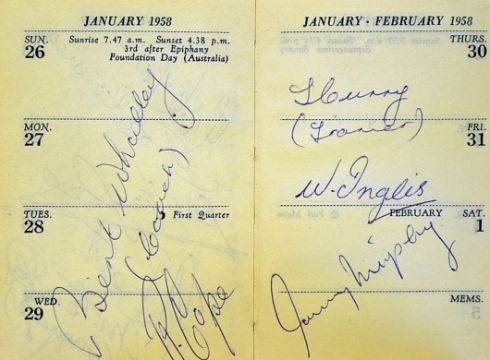 JANUARY 1958
SUN. 26
Sunrise 7.47 a.m. Sunset 4.38 p.m.
3rd after Epiphany
Foundation Day (Australia)
MON. 27
TUES. 28
First Quarter
WED. 29
Bert Whalley
(Coach)
JANUARY · FEBRUARY 1958
THURS. 30
T Curry
(Trainer)
FRI. 31
W. Inglis
FEBRUARY SAT. 1
Jimmy Murphy
MEMS.